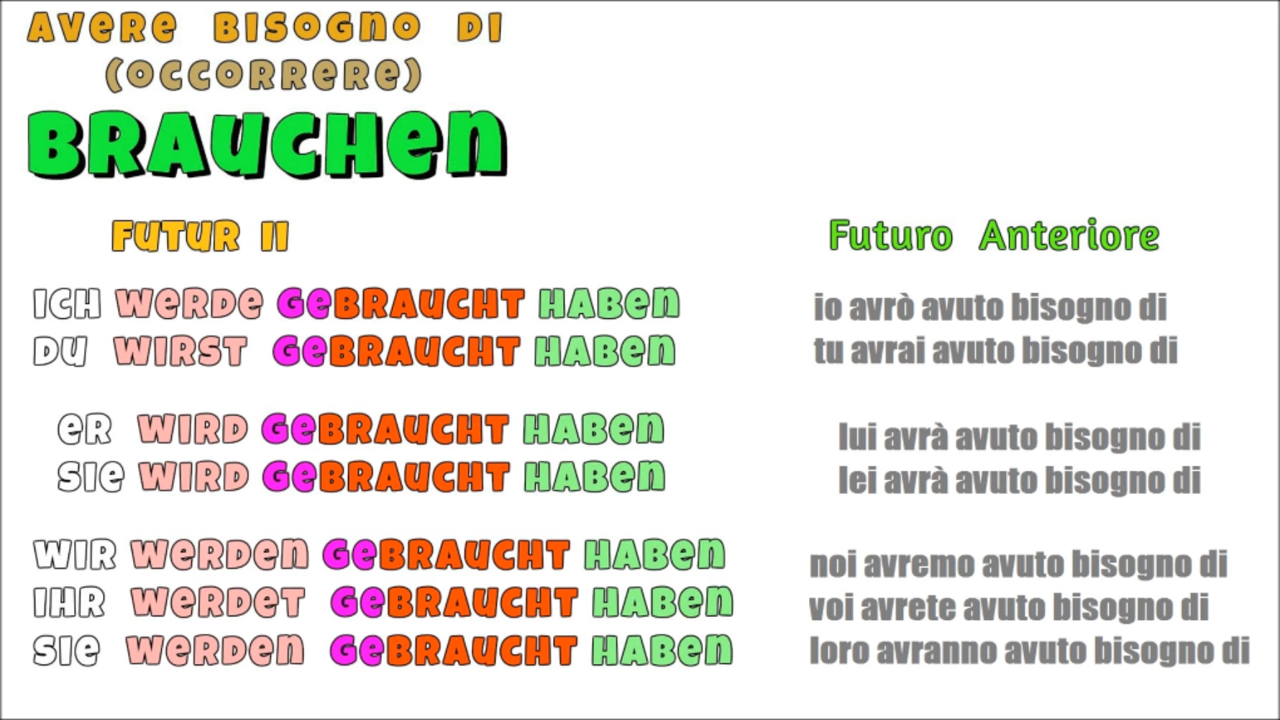 AVERE BISOGNO DI
(OCCORRERE)
BRAUCHEN
FUTUR II
Futuro Anteriore
ICH WERDE GEBRAUCHT HABEN
io avrò avuto bisogno di
DU WIRST GEBRAUCHT HABEN
tu avrai avuto bisogno di
ER WIRD GEBRAUCHT HABEN
lui avrà avuto bisogno di
SIE WIRD GEBRAUCHT HABEN
lei avrà avuto bisogno di
WIR WERDEN GEBRAUCHT HABEN
noi avremo avuto bisogno di
IHR WERDET GEBRAUCHT HABEN
voi avrete avuto bisogno di
SIE WERDEN GEBRAUCHT HABEN
loro avranno avuto bisogno di